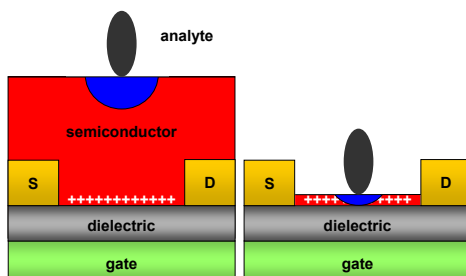 analyte
semiconductor
S
D
S
D
++++++++++++
dielectric
dielectric
gate
gate